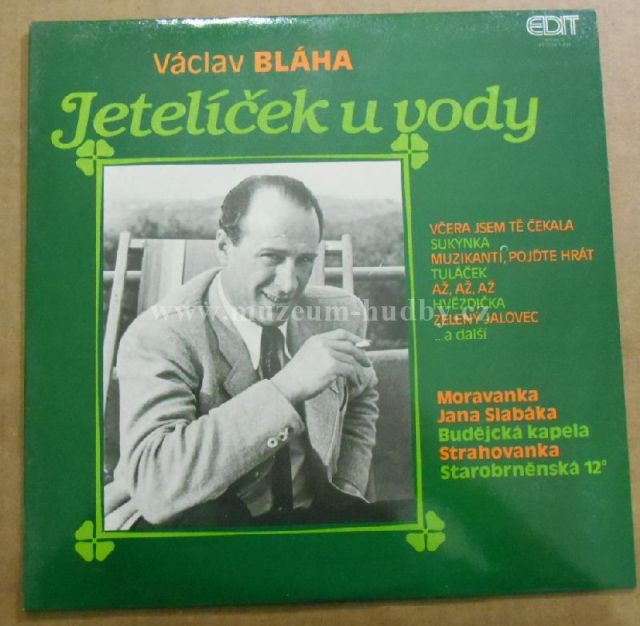 EDIT
Václav BLÁHA
Jetelíček u vody
VČERA JSEM TĚ ČEKALA
SUKÝNKA
MUZIKANTI, POJĎTE HRÁT
TULÁČEK
AŽ, AŽ, AŽ
HVĚZDIČKA
ZELENÝ JALOVEC
...a další
www.muzeum-hudby.cz
Moravanka
Jana Slabáka
Budějcká kapela
Strahovanka
Starobrněnská 12°